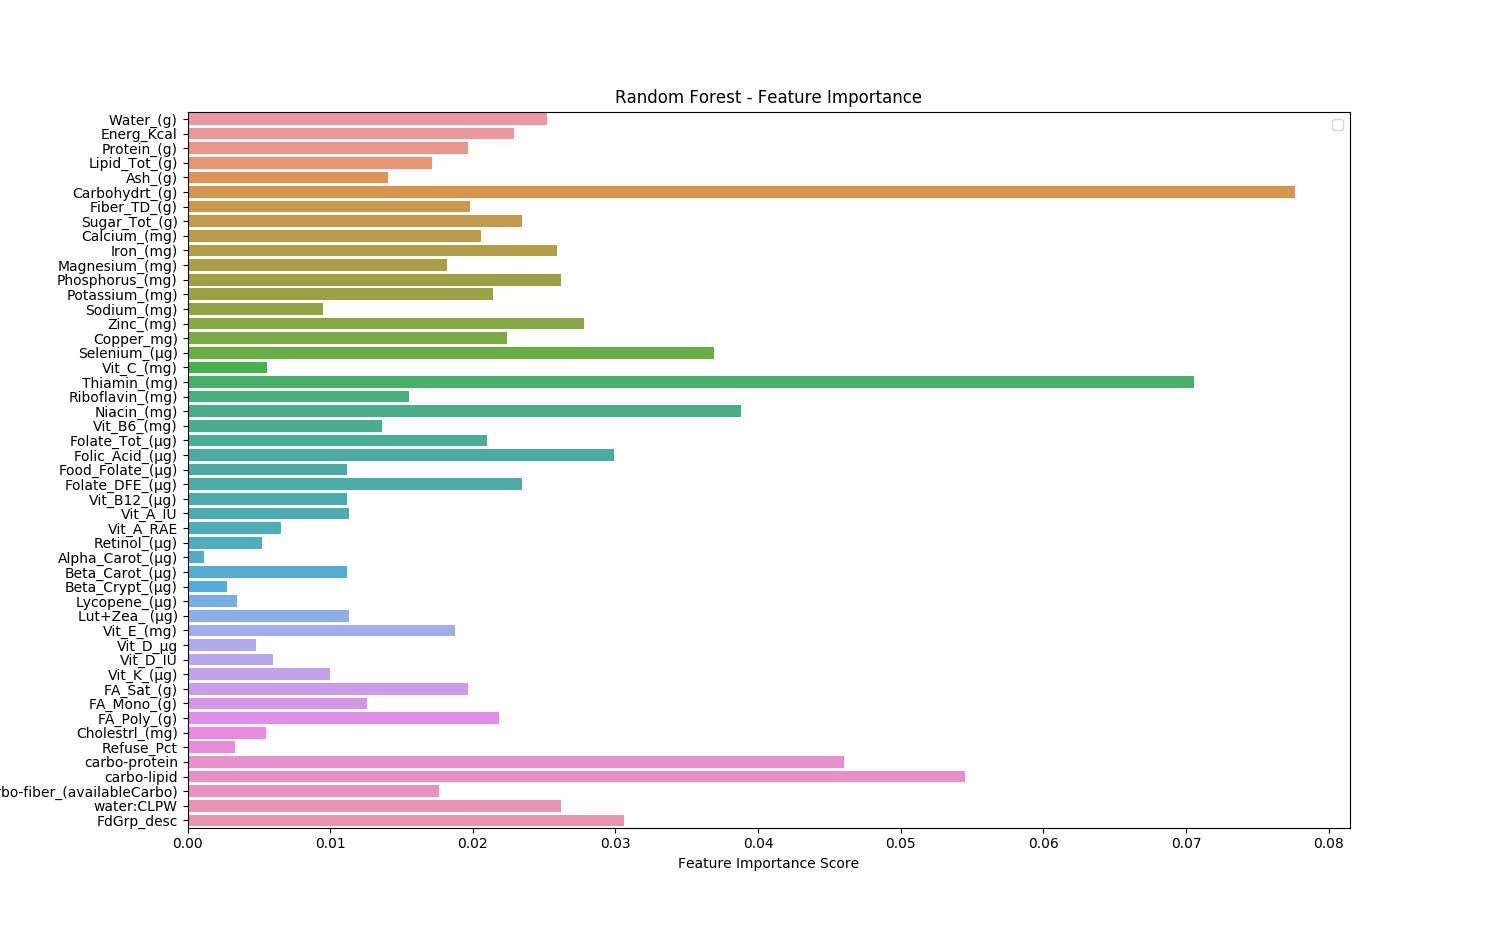 Random Forest - Feature Importance
Water_(g)
Energ_Kcal
Protein_(g)
Lipid_Tot_(g)
Ash_(g)
Carbohydrt_(g)
Fiber_TD_(g)
Sugar_Tot_(g)
Calcium_(mg)
Iron_(mg)
Magnesium_(mg)
Phosphorus_(mg)
Potassium_(mg)
Sodium_(mg)
Zinc_(mg)
Copper_mg)
Selenium_(µg)
Vit_C_(mg)
Thiamin_(mg)
Riboflavin_(mg)
Niacin_(mg)
Vit_B6_(mg)
Folate_Tot_(µg)
Folic_Acid_(µg)
Food_Folate_(µg)
Folate_DFE_(µg)
Vit_B12_(µg)
Vit_A_IU
Vit_A_RAE
Retinol_(µg)
Alpha_Carot_(µg)
Beta_Carot_(µg)
Beta_Crypt_(µg)
Lycopene_(µg)
Lut+Zea_ (µg)
Vit_E_(mg)
Vit_D_µg
Vit_D_IU
Vit_K_(µg)
FA_Sat_(g)
FA_Mono_(g)
FA_Poly_(g)
Cholestrl_(mg)
Refuse_Pct
carbo-protein
carbo-lipid
rbo-fiber_(availableCarbo)
water:CLPW
FdGrp_desc
0.00 0.01 0.02 0.03 0.04 0.05 0.06 0.07 0.08
Feature Importance Score